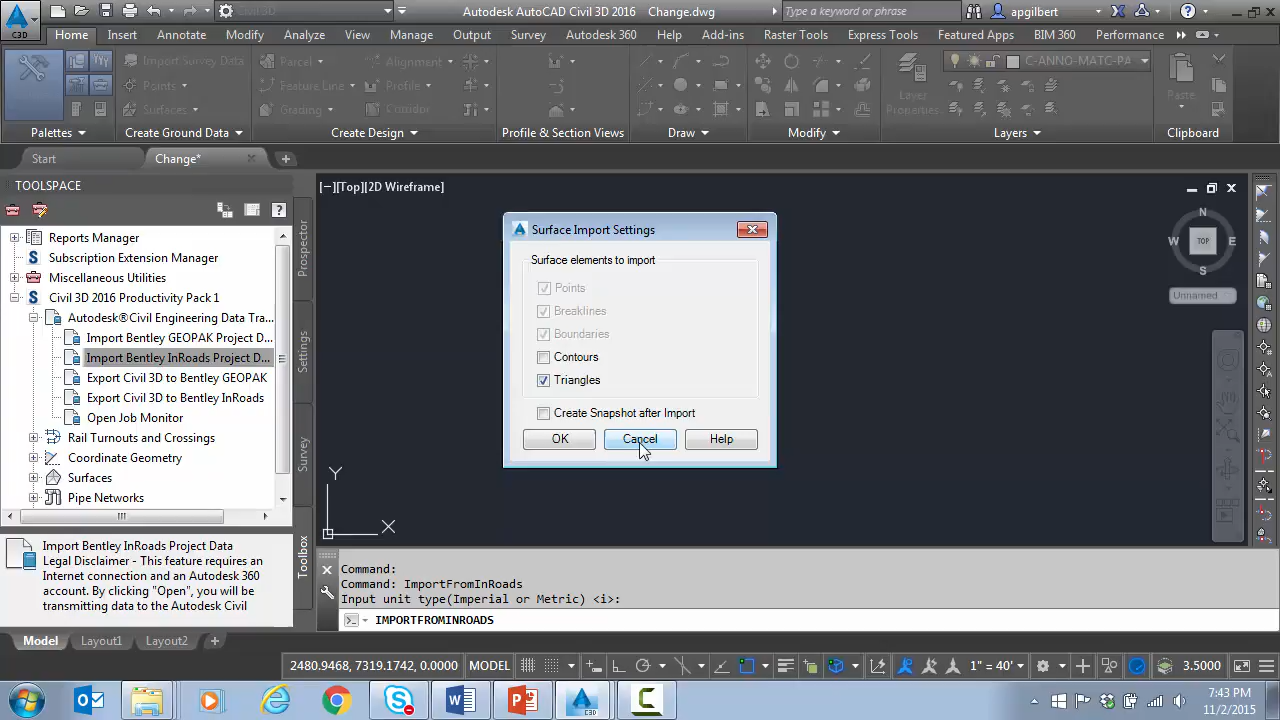 Autodesk AutoCAD Civil 3D 2016 Change.dwg
Type a keyword or phrase
apgilbert
C3D
Home Insert Annotate Modify Analyze View Manage Output Survey Autodesk 360 Help Add-ins Raster Tools Express Tools Featured Apps BIM 360 Performance
Import Survey Data
Points
Surfaces
Parcel
Feature Line
Grading
Alignment
Profile
Corridor
Layer
Properties
C-ANNO-MATC-PA
Paste
Palettes
Create Ground Data
Create Design
Profile & Section Views
Draw
Modify
Layers
Clipboard
Start
Change*
TOOLSPACE
Prospector
Settings
Survey
Toolbox
Reports Manager
Subscription Extension Manager
Miscellaneous Utilities
Civil 3D 2016 Productivity Pack 1
Autodesk®Civil Engineering Data Tra...
Import Bentley GEOPAK Project D...
Import Bentley InRoads Project D...
Export Civil 3D to Bentley GEOPAK
Export Civil 3D to Bentley InRoads
Open Job Monitor
Rail Turnouts and Crossings
Coordinate Geometry
Surfaces
Pipe Networks
Import Bentley InRoads Project Data
Legal Disclaimer - This feature requires an
Internet connection and an Autodesk 360
account. By clicking "Open", you will be
transmitting data to the Autodesk Civil
[−][Top][2D Wireframe]
Surface Import Settings
Surface elements to import
Points
Breaklines
Boundaries
Contours
Triangles
Create Snapshot after Import
OK Cancel Help
N
W TOP E
S
Unnamed
Y
X
Command:
Command: ImportFromInRoads
Input unit type(Imperial or Metric) <i>:
IMPORTFROMINROADS
Model Layout1 Layout2
2480.9468, 7319.1742, 0.0000 MODEL 1" = 40' 3.5000
7:43 PM
11/2/2015